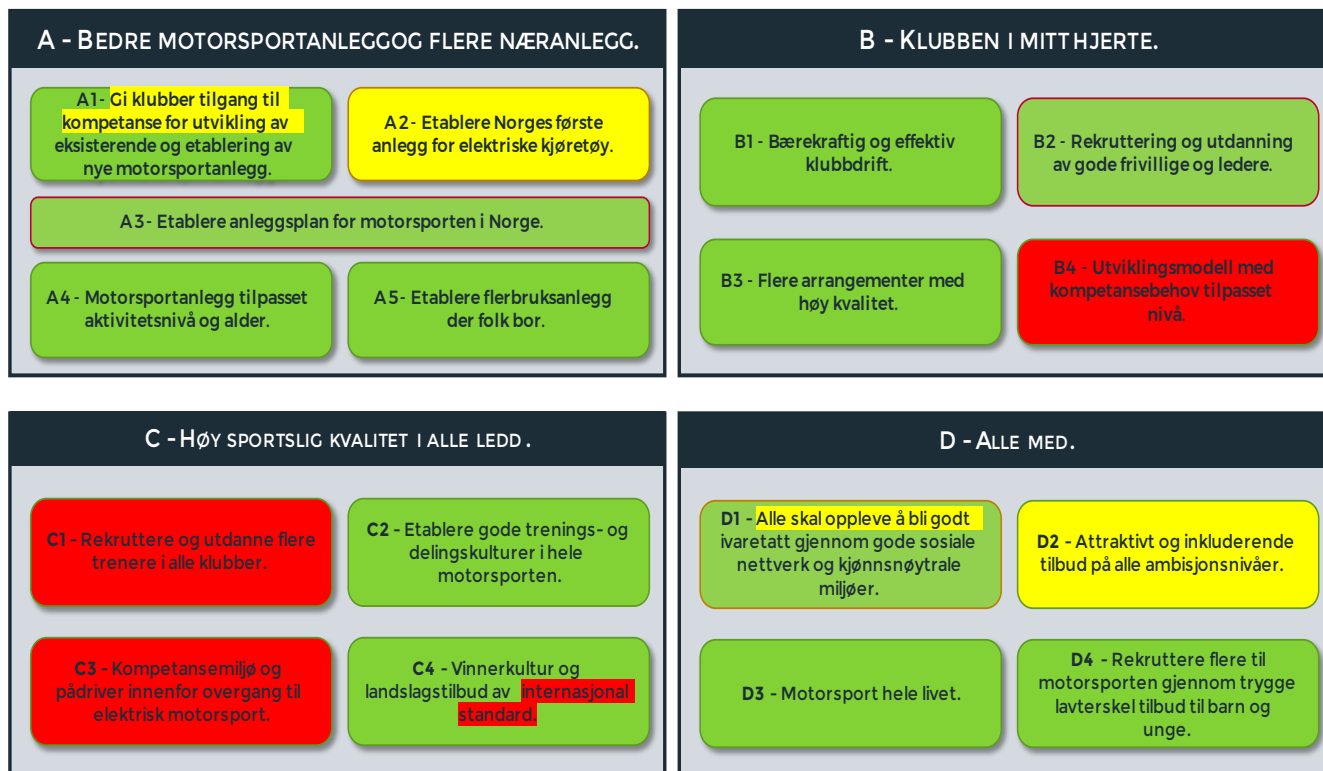 A - BEDRE MOTORSPORTANLEGGOG FLERE NÆRANLEGG.
A1- Gi klubber tilgang til
kompetanse for utvikling av
eksisterende og etablering av
nye motorsportanlegg.
A2- Etablere Norges første
anlegg for elektriske kjøretøy.
A3- Etablere anleggsplan for motorsporten i Norge.
A4- Motorsportanlegg tilpasset
aktivitetsnivå og alder.
A5- Etablere flerbruksanlegg
der folk bor.
B - KLUBBEN I MITT HJERTE.
B1 - Bærekraftig og effektiv
klubbdrift.
B2 - Rekruttering og utdanning
av gode frivillige og ledere.
B3 - Flere arrangementer med
høy kvalitet.
B4 - Utviklingsmodell med
kompetansebehov tilpasset
nivå.
C - HØY SPORTSLIG KVALITET I ALLE LEDD.
C1 - Rekruttere og utdanne flere
trenere i alle klubber.
C2 - Etablere gode trenings- og
delingskulturer i hele
motorsporten.
C3 - Kompetansemiljø og
pådriver innenfor overgang til
elektrisk motorsport.
C4 - Vinnerkultur og
landslagstilbud av internasjonal
standard.
D - ALLE MED.
D1 - Alle skal oppleve å bli godt
ivaretatt gjennom gode sosiale
nettverk og kjønnsnøytrale
miljøer.
D2 - Attraktivt og inkluderende
tilbud på alle ambisjonsnivåer.
D3 - Motorsport hele livet.
D4 - Rekruttere flere til
motorsporten gjennom trygge
lavterskel tilbud til barn og
unge.